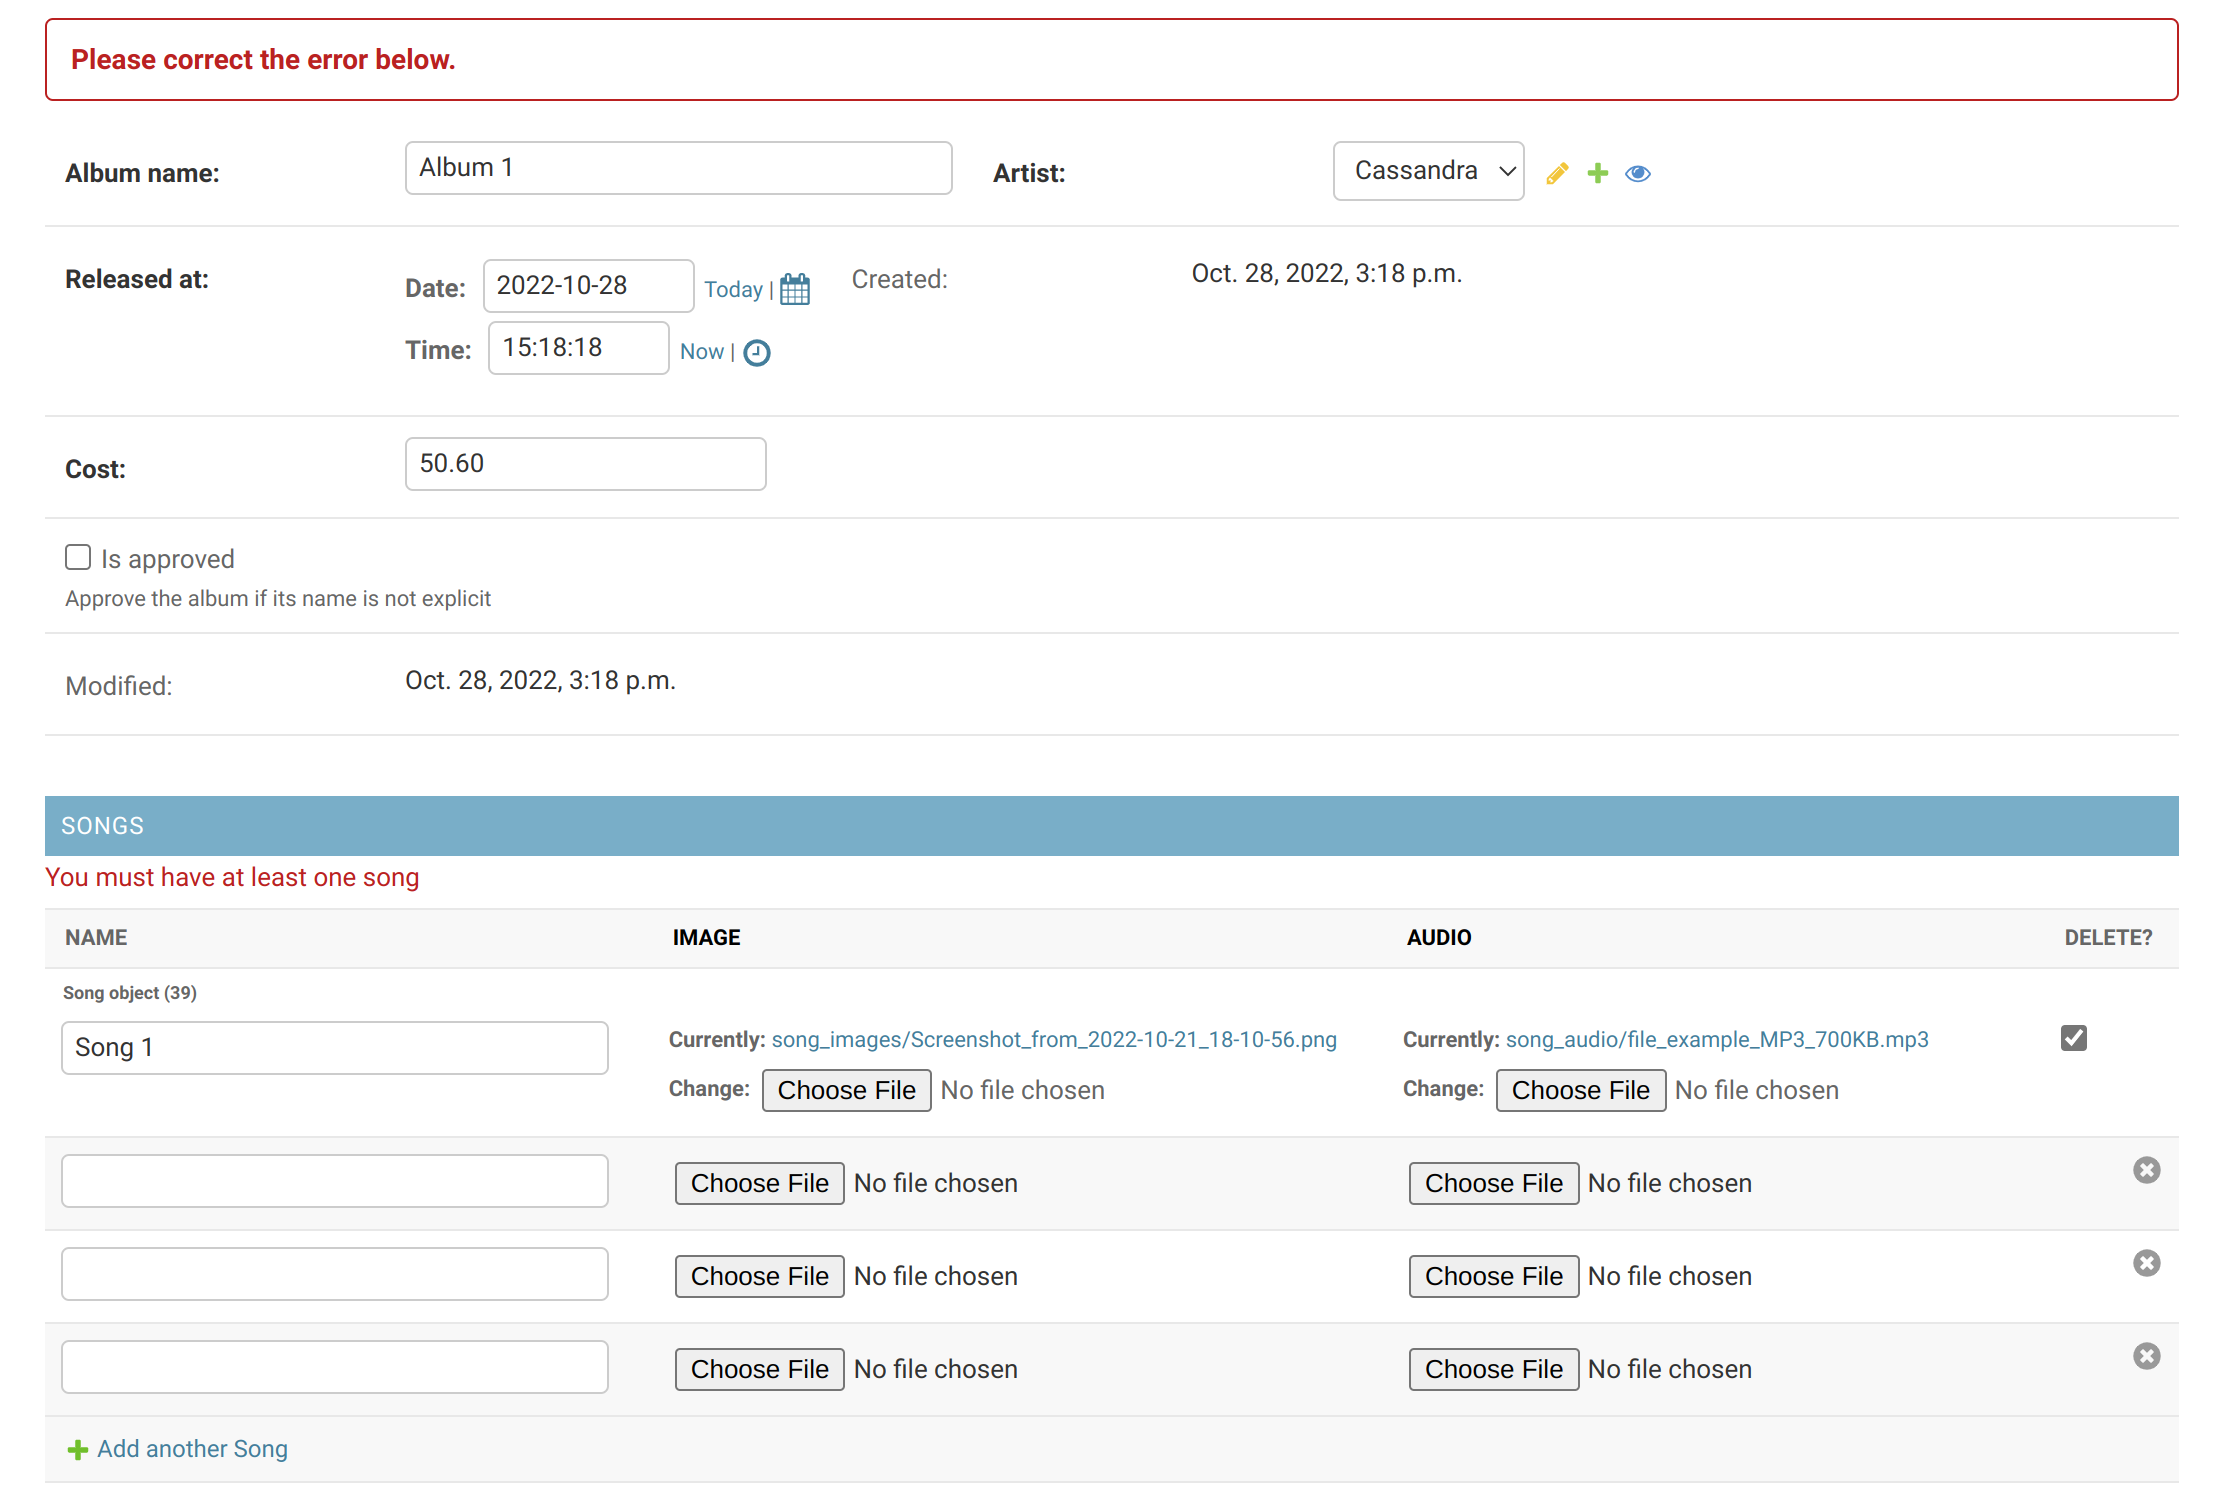 Please correct the error below.
Album name: Album 1 Artist: Cassandra
Released at: Date: 2022-10-28 Today | Created: Oct. 28, 2022, 3:18 p.m.
Time: 15:18:18 Now |
Cost: 50.60
Is approved
Approve the album if its name is not explicit
Modified: Oct. 28, 2022, 3:18 p.m.
SONGS
You must have at least one song
NAME IMAGE AUDIO DELETE?
Song object (39)
Song 1 Currently: song_images/Screenshot_from_2022-10-21_18-10-56.png Currently: song_audio/file_example_MP3_700KB.mp3
Change: Choose File No file chosen Change: Choose File No file chosen
Choose File No file chosen Choose File No file chosen
Choose File No file chosen Choose File No file chosen
Choose File No file chosen Choose File No file chosen
Add another Song